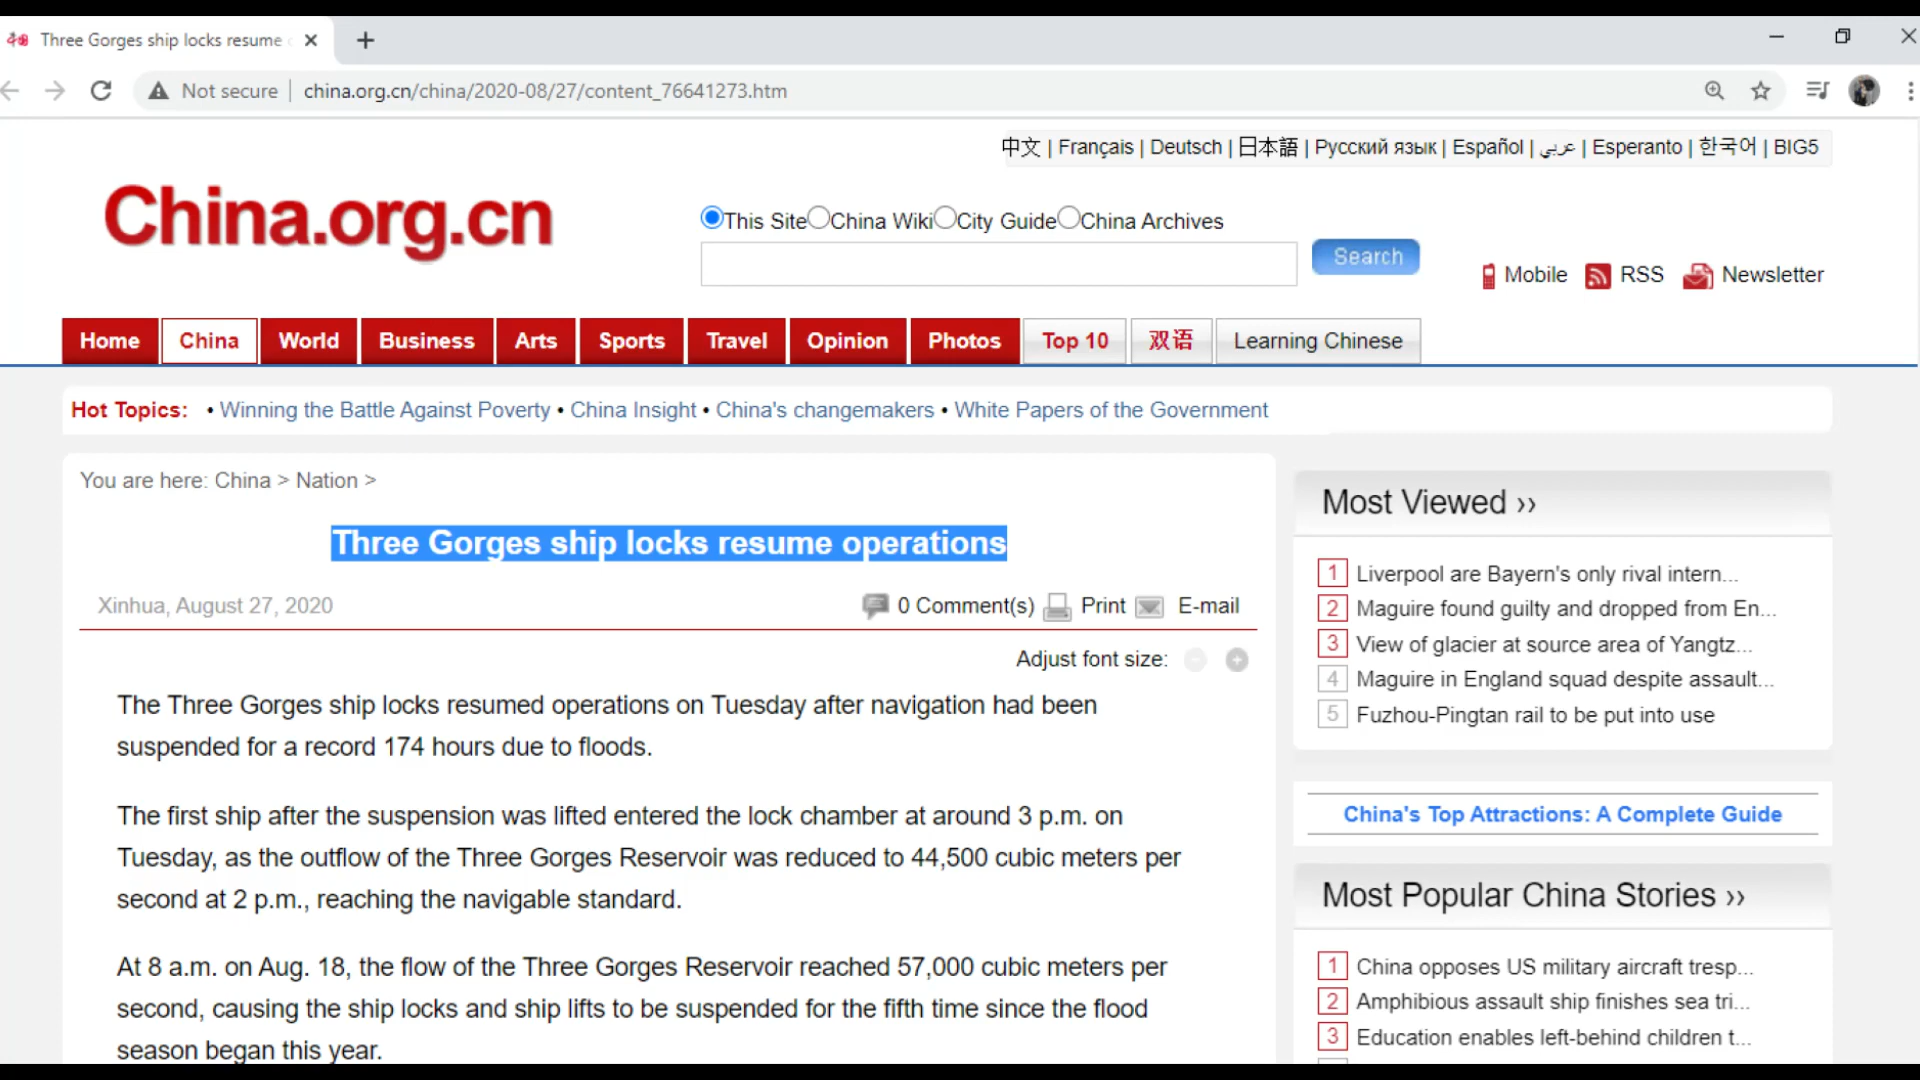 Three Gorges ship locks resume
Not secure
china.org.cn/china/2020-08/27/content_76641273.htm
中文 | Français | Deutsch | 日本語 | Русский язык | Español | عربي | Esperanto | 한국어 | BIG5
China.org.cn
This Site China Wiki City Guide China Archives
Search
Mobile RSS Newsletter
Home China World Business Arts Sports Travel Opinion Photos Top 10 双语 Learning Chinese
Hot Topics: • Winning the Battle Against Poverty • China Insight • China's changemakers • White Papers of the Government
You are here: China > Nation >
Three Gorges ship locks resume operations
Xinhua, August 27, 2020
0 Comment(s) Print E-mail
Adjust font size:
The Three Gorges ship locks resumed operations on Tuesday after navigation had been
suspended for a record 174 hours due to floods.
The first ship after the suspension was lifted entered the lock chamber at around 3 p.m. on
Tuesday, as the outflow of the Three Gorges Reservoir was reduced to 44,500 cubic meters per
second at 2 p.m., reaching the navigable standard.
At 8 a.m. on Aug. 18, the flow of the Three Gorges Reservoir reached 57,000 cubic meters per
second, causing the ship locks and ship lifts to be suspended for the fifth time since the flood
season began this year.
Most Viewed ››
1 Liverpool are Bayern's only rival intern...
2 Maguire found guilty and dropped from En...
3 View of glacier at source area of Yangtz...
4 Maguire in England squad despite assault...
5 Fuzhou-Pingtan rail to be put into use
China's Top Attractions: A Complete Guide
Most Popular China Stories ››
1 China opposes US military aircraft tresp...
2 Amphibious assault ship finishes sea tri...
3 Education enables left-behind children t...